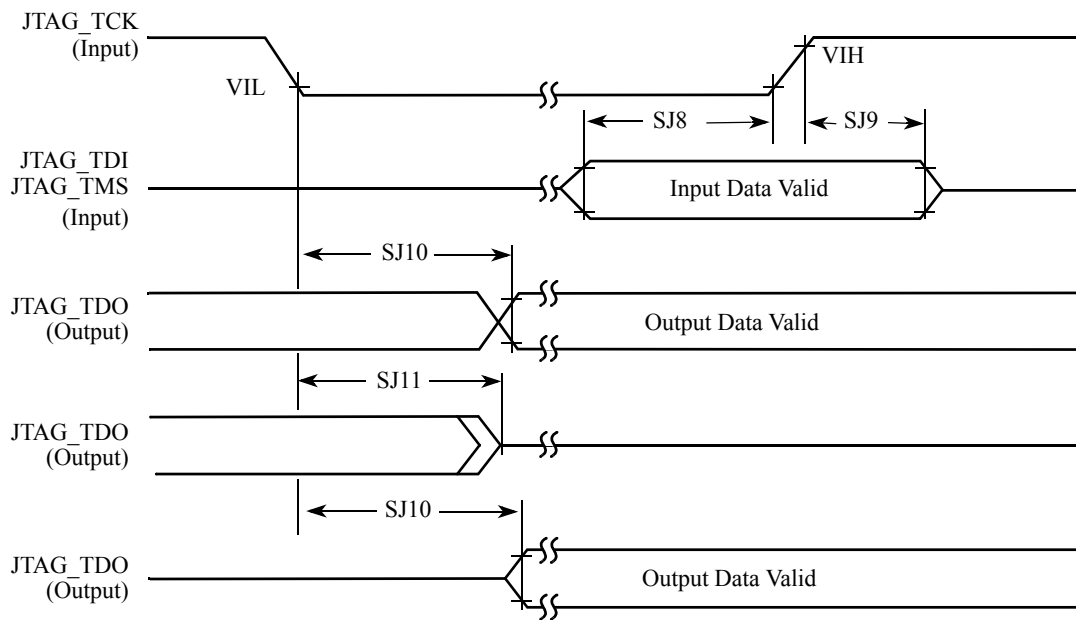 JTAG_TCK
(Input)
VIL
VIH
SJ8
SJ9
JTAG_TDI
JTAG_TMS
(Input)
Input Data Valid
SJ10
JTAG_TDO
(Output)
Output Data Valid
SJ11
JTAG_TDO
(Output)
SJ10
JTAG_TDO
(Output)
Output Data Valid